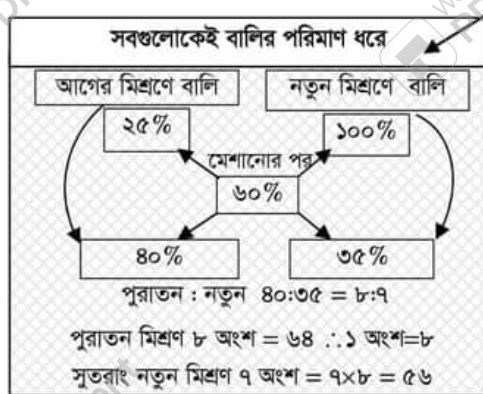 সবগুলোকেই বালির পরিমাণ ধরে
আগের মিশ্রণে বালি নতুন মিশ্রণে বালি
২৫% ১০০%
মেশানোর পর
৬০%
৪০% ৩৫%
পুরাতন : নতুন ৪০:৩৫ = ৮:৭
পুরাতন মিশ্রণ ৮ অংশ = ৬৪ ∴১ অংশ=৮
সুতরাং নতুন মিশ্রণ ৭ অংশ = ৭×৮ = ৫৬